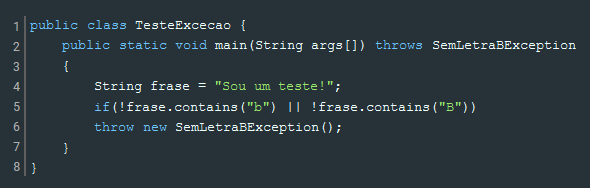 1 public class TesteExcecao {
2     public static void main(String args[]) throws SemLetraBException
3     {
4         String frase = "Sou um teste!";
5         if(!frase.contains("b") || !frase.contains("B"))
6         throw new SemLetraBException();
7     }
8 }